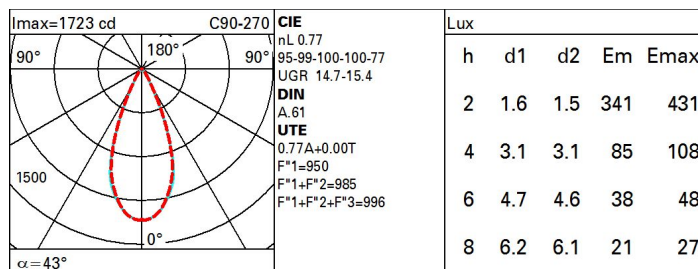 Imax=1723 cd C90-270
90° 180° 90°
1500
0°
α=43°
CIE
nL 0.77
95-99-100-100-77
UGR 14.7-15.4
DIN
A.61
UTE
0.77A+0.00T
F"1=950
F"1+F"2=985
F"1+F"2+F"3=996
Lux
h d1 d2 Em Emax
2 1.6 1.5 341 431
4 3.1 3.1 85 108
6 4.7 4.6 38 48
8 6.2 6.1 21 27